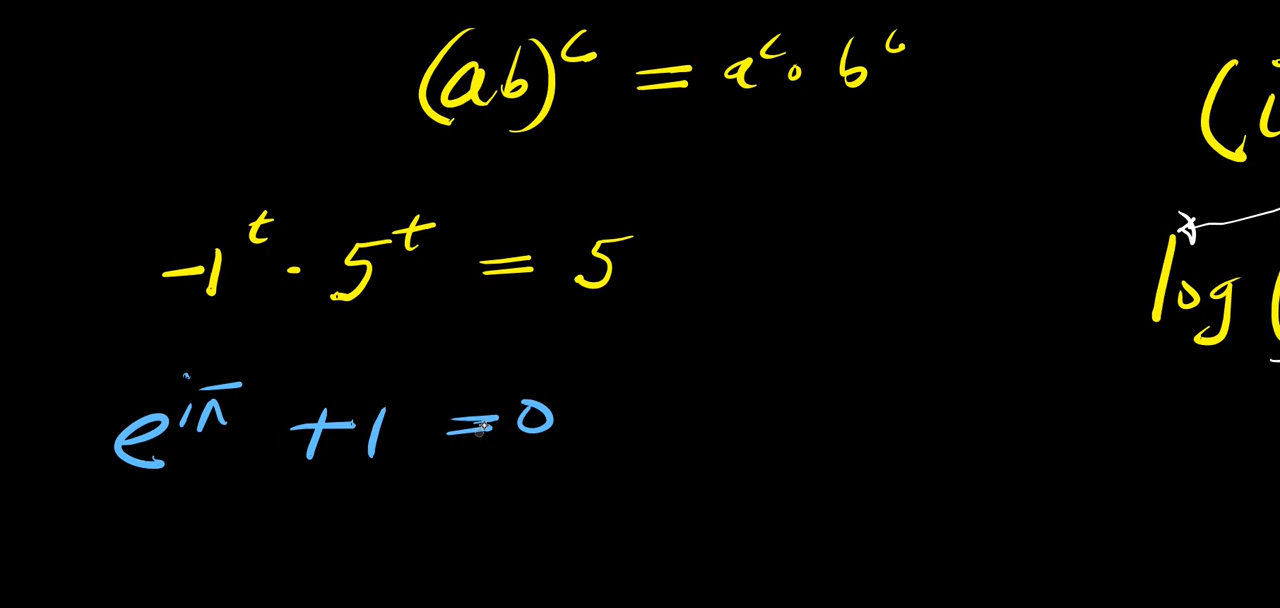 (ab)^c = a^c · b^c
-1^t · 5^t = 5
e^{iπ} + 1 = 0
(i
log (